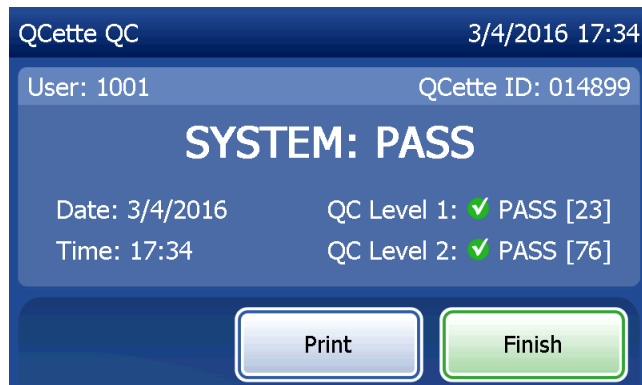 QCette QC 3/4/2016 17:34
User: 1001 QCette ID: 014899
SYSTEM: PASS
Date: 3/4/2016 QC Level 1: PASS [23]
Time: 17:34 QC Level 2: PASS [76]
Print Finish